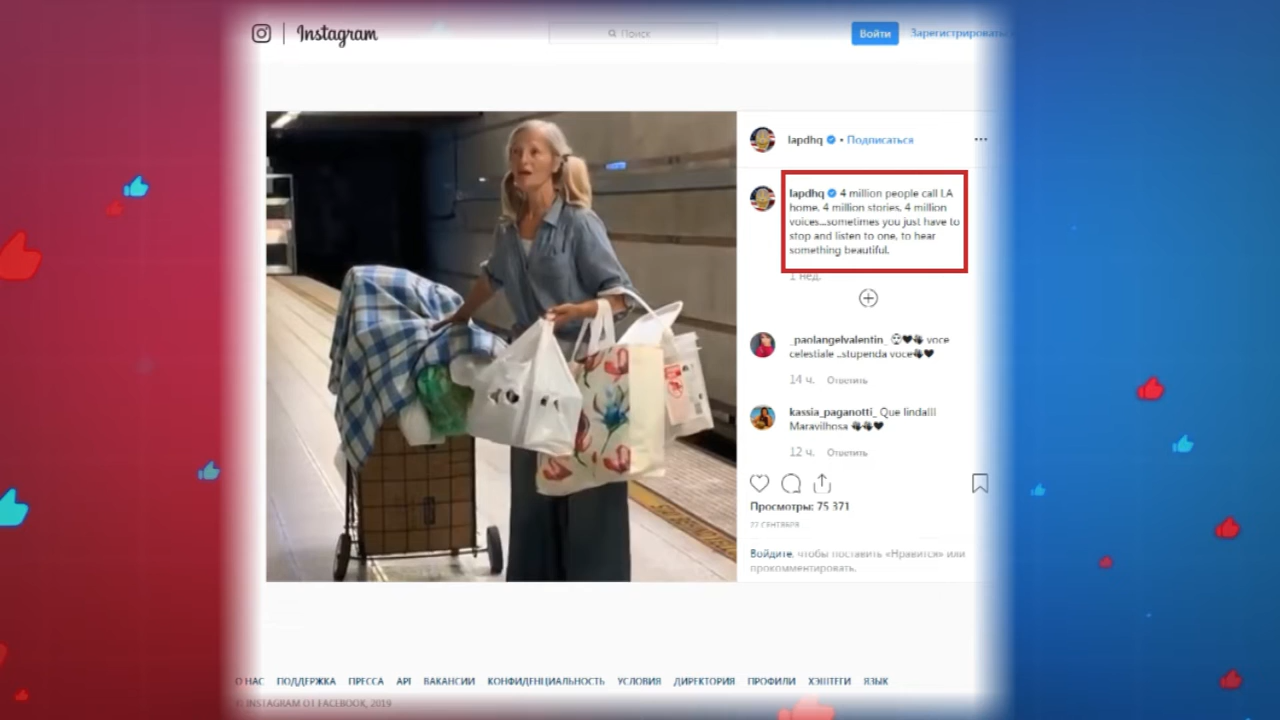 Instagram
Поиск
Войти
Зарегистрироваться
lapdhq • Подписаться
lapdhq 4 million people call LA
home. 4 million stories. 4 million
voices...sometimes you just have to
stop and listen to one, to hear
something beautiful.
1 нед.
_paolangelvalentin_ voce
celestiale ..stupenda voce
14 ч. Ответить
kassia_paganotti_ Que linda!!!
Maravilhosa
12 ч. Ответить
Просмотры: 75 371
27 СЕНТЯБРЯ
Войдите, чтобы поставить «Нравится» или
прокомментировать.
О НАС ПОДДЕРЖКА ПРЕССА API ВАКАНСИИ КОНФИДЕНЦИАЛЬНОСТЬ УСЛОВИЯ ДИРЕКТОРИЯ ПРОФИЛИ ХЭШТЕГИ ЯЗЫК
© INSTAGRAM ОТ FACEBOOK, 2019